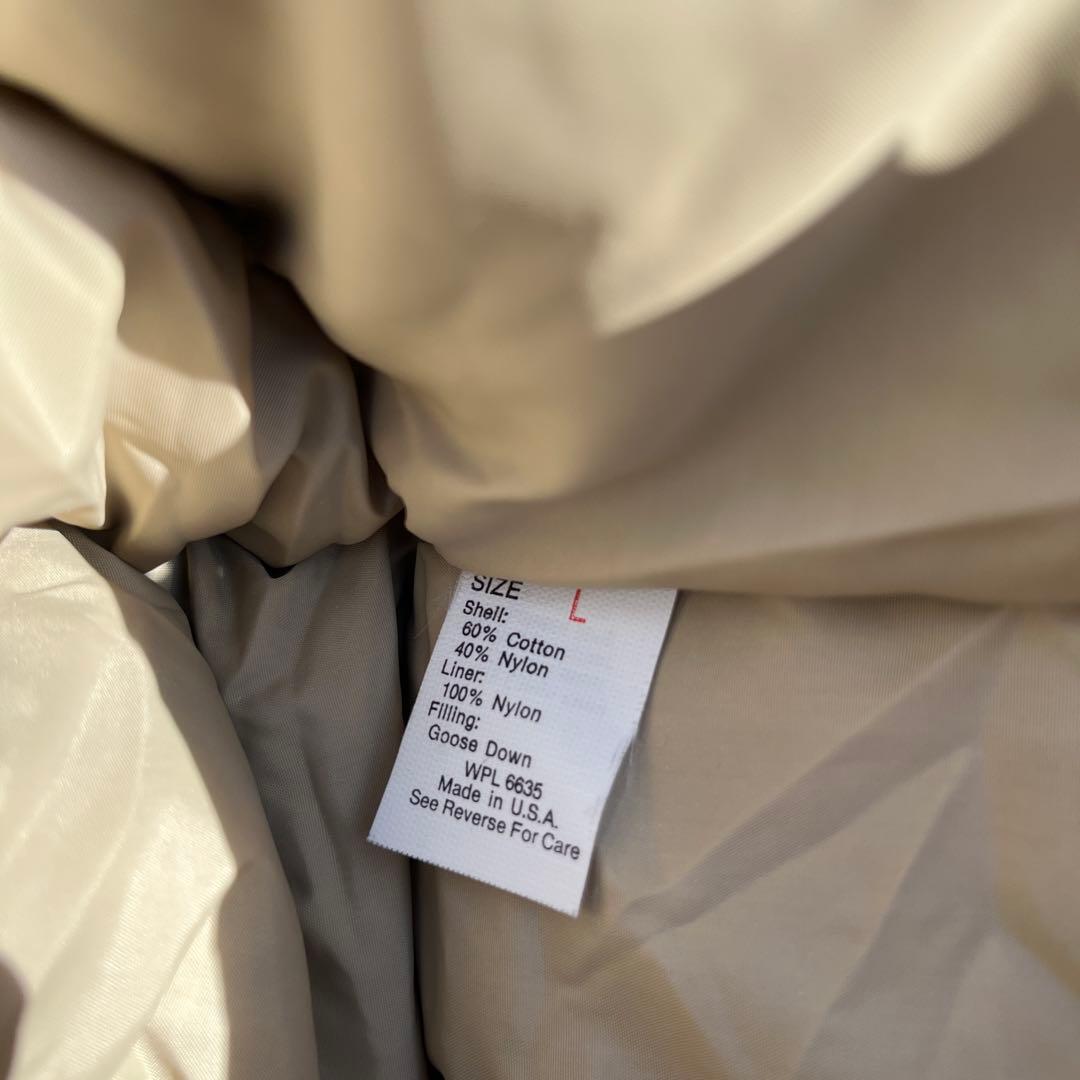 SIZE L
Shell:
60% Cotton
40% Nylon
Liner:
100% Nylon
Filling:
Goose Down
WPL 6635
Made in U.S.A.
See Reverse For Care